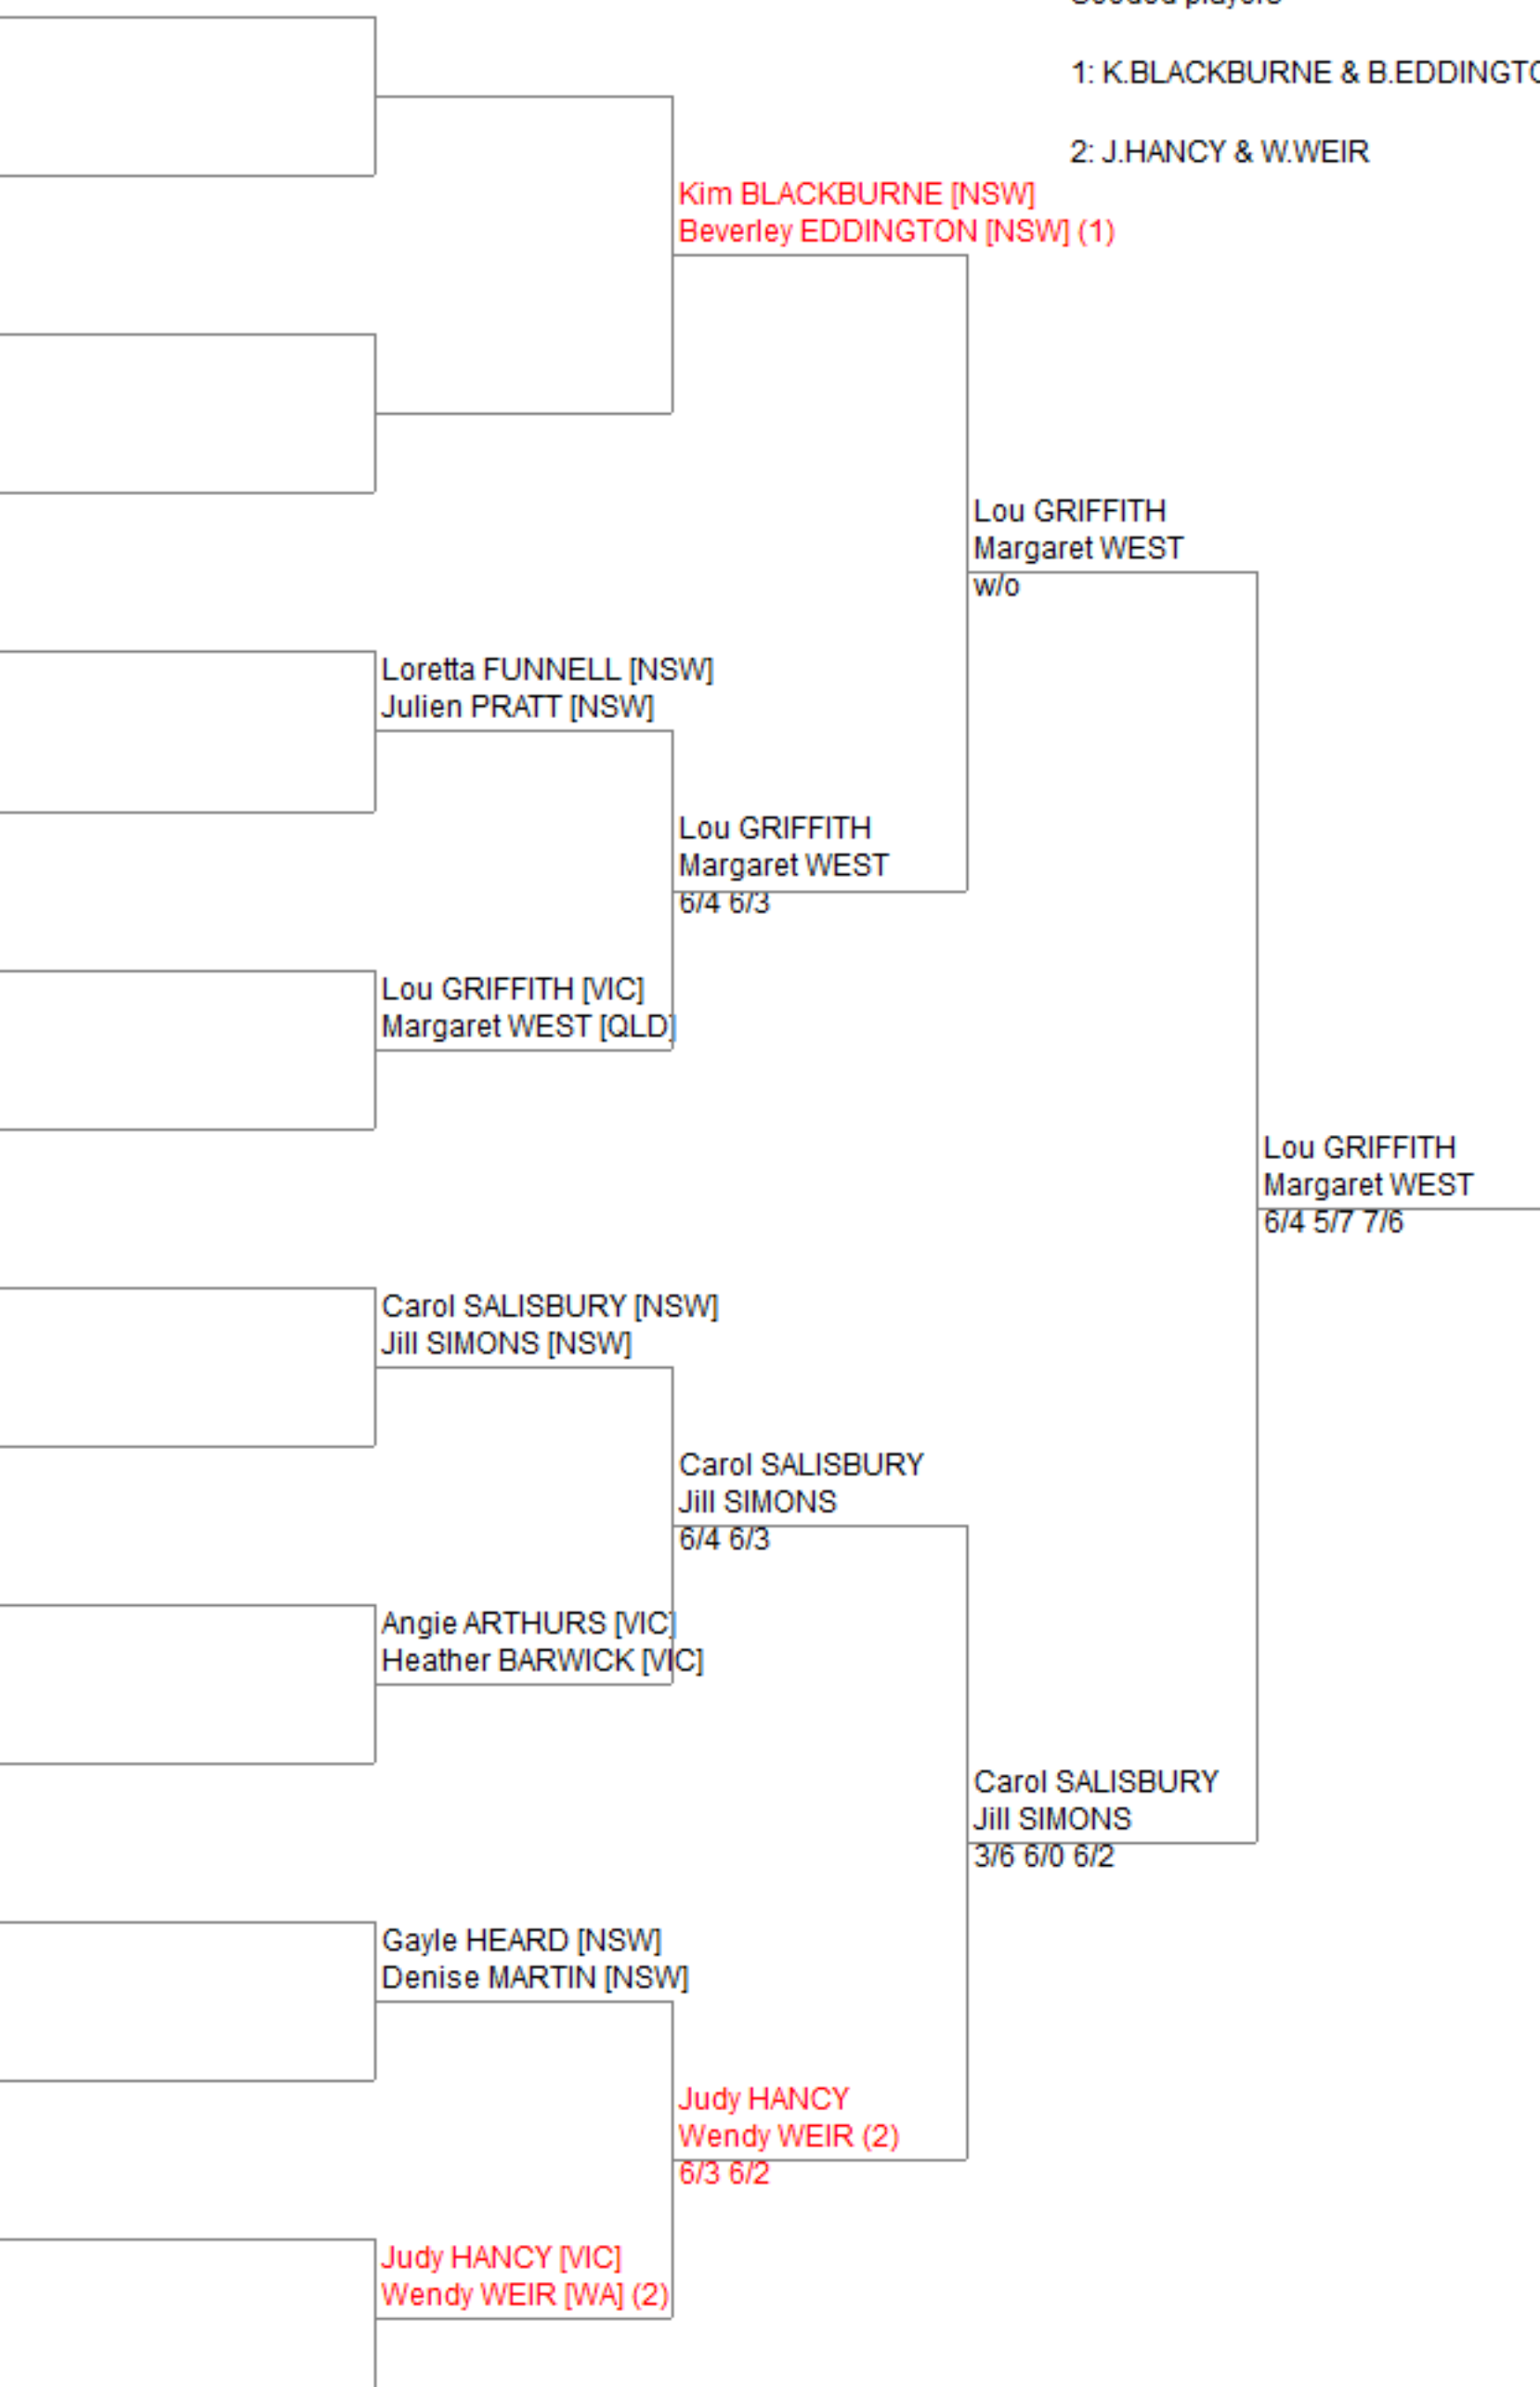 Seeded players
1: K.BLACKBURNE & B.EDDINGTO
2: J.HANCY & W.WEIR
Kim BLACKBURNE [NSW]
Beverley EDDINGTON [NSW] (1)
Lou GRIFFITH
Margaret WEST
w/o
Loretta FUNNELL [NSW]
Julien PRATT [NSW]
Lou GRIFFITH
Margaret WEST
6/4 6/3
Lou GRIFFITH [VIC]
Margaret WEST [QLD]
Lou GRIFFITH
Margaret WEST
6/4 5/7 7/6
Carol SALISBURY [NSW]
Jill SIMONS [NSW]
Carol SALISBURY
Jill SIMONS
6/4 6/3
Angie ARTHURS [VIC]
Heather BARWICK [VIC]
Carol SALISBURY
Jill SIMONS
3/6 6/0 6/2
Gayle HEARD [NSW]
Denise MARTIN [NSW]
Judy HANCY
Wendy WEIR (2)
6/3 6/2
Judy HANCY [VIC]
Wendy WEIR [WA] (2)